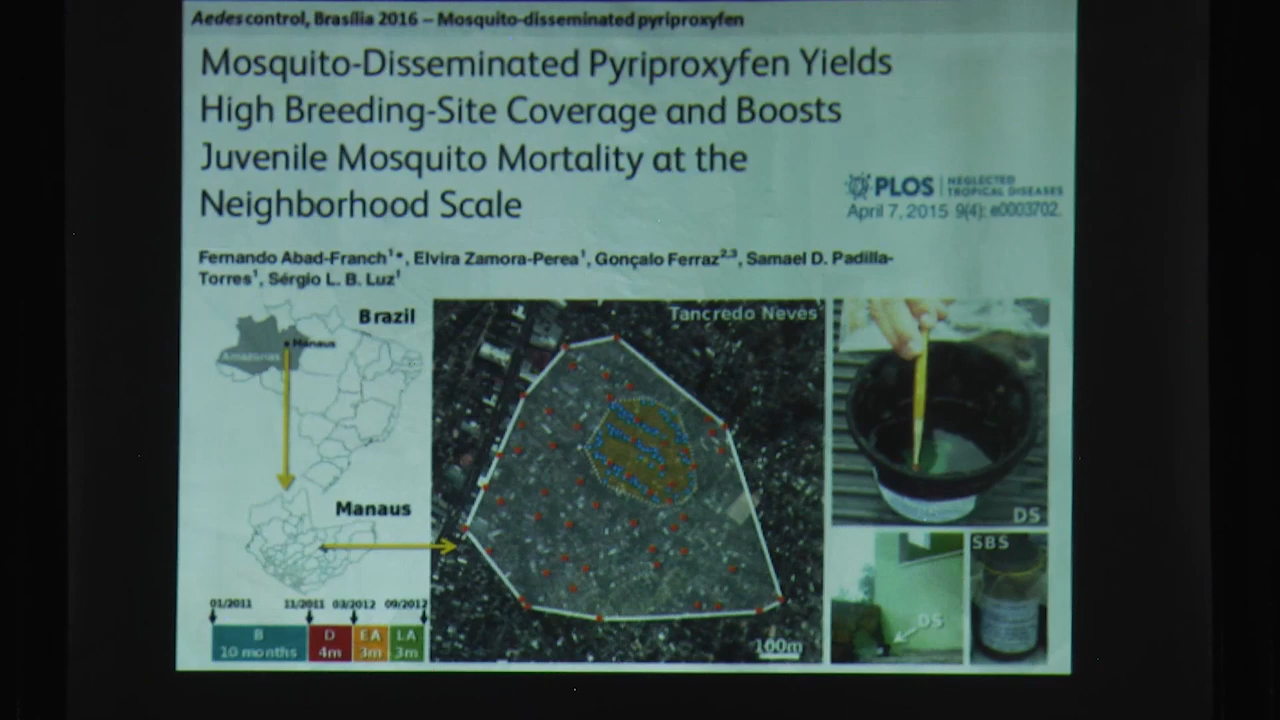 Aedes control, Brasília 2016 – Mosquito-disseminated pyriproxyfen
Mosquito-Disseminated Pyriproxyfen Yields
High Breeding-Site Coverage and Boosts
Juvenile Mosquito Mortality at the
Neighborhood Scale
PLOS | NEGLECTED
TROPICAL DISEASES
April 7, 2015 9(4): e0003702.
Fernando Abad-Franch¹*, Elvira Zamora-Perea¹, Gonçalo Ferraz²,³, Samael D. Padilla-
Torres¹, Sérgio L. B. Luz¹
Brazil
Manaus
Amazonas
Manaus
01/2011 11/2011 03/2012 09/2012
B D EA LA
10 months 4m 3m 3m
Tancredo Neves
100m
DS
DS
SBS